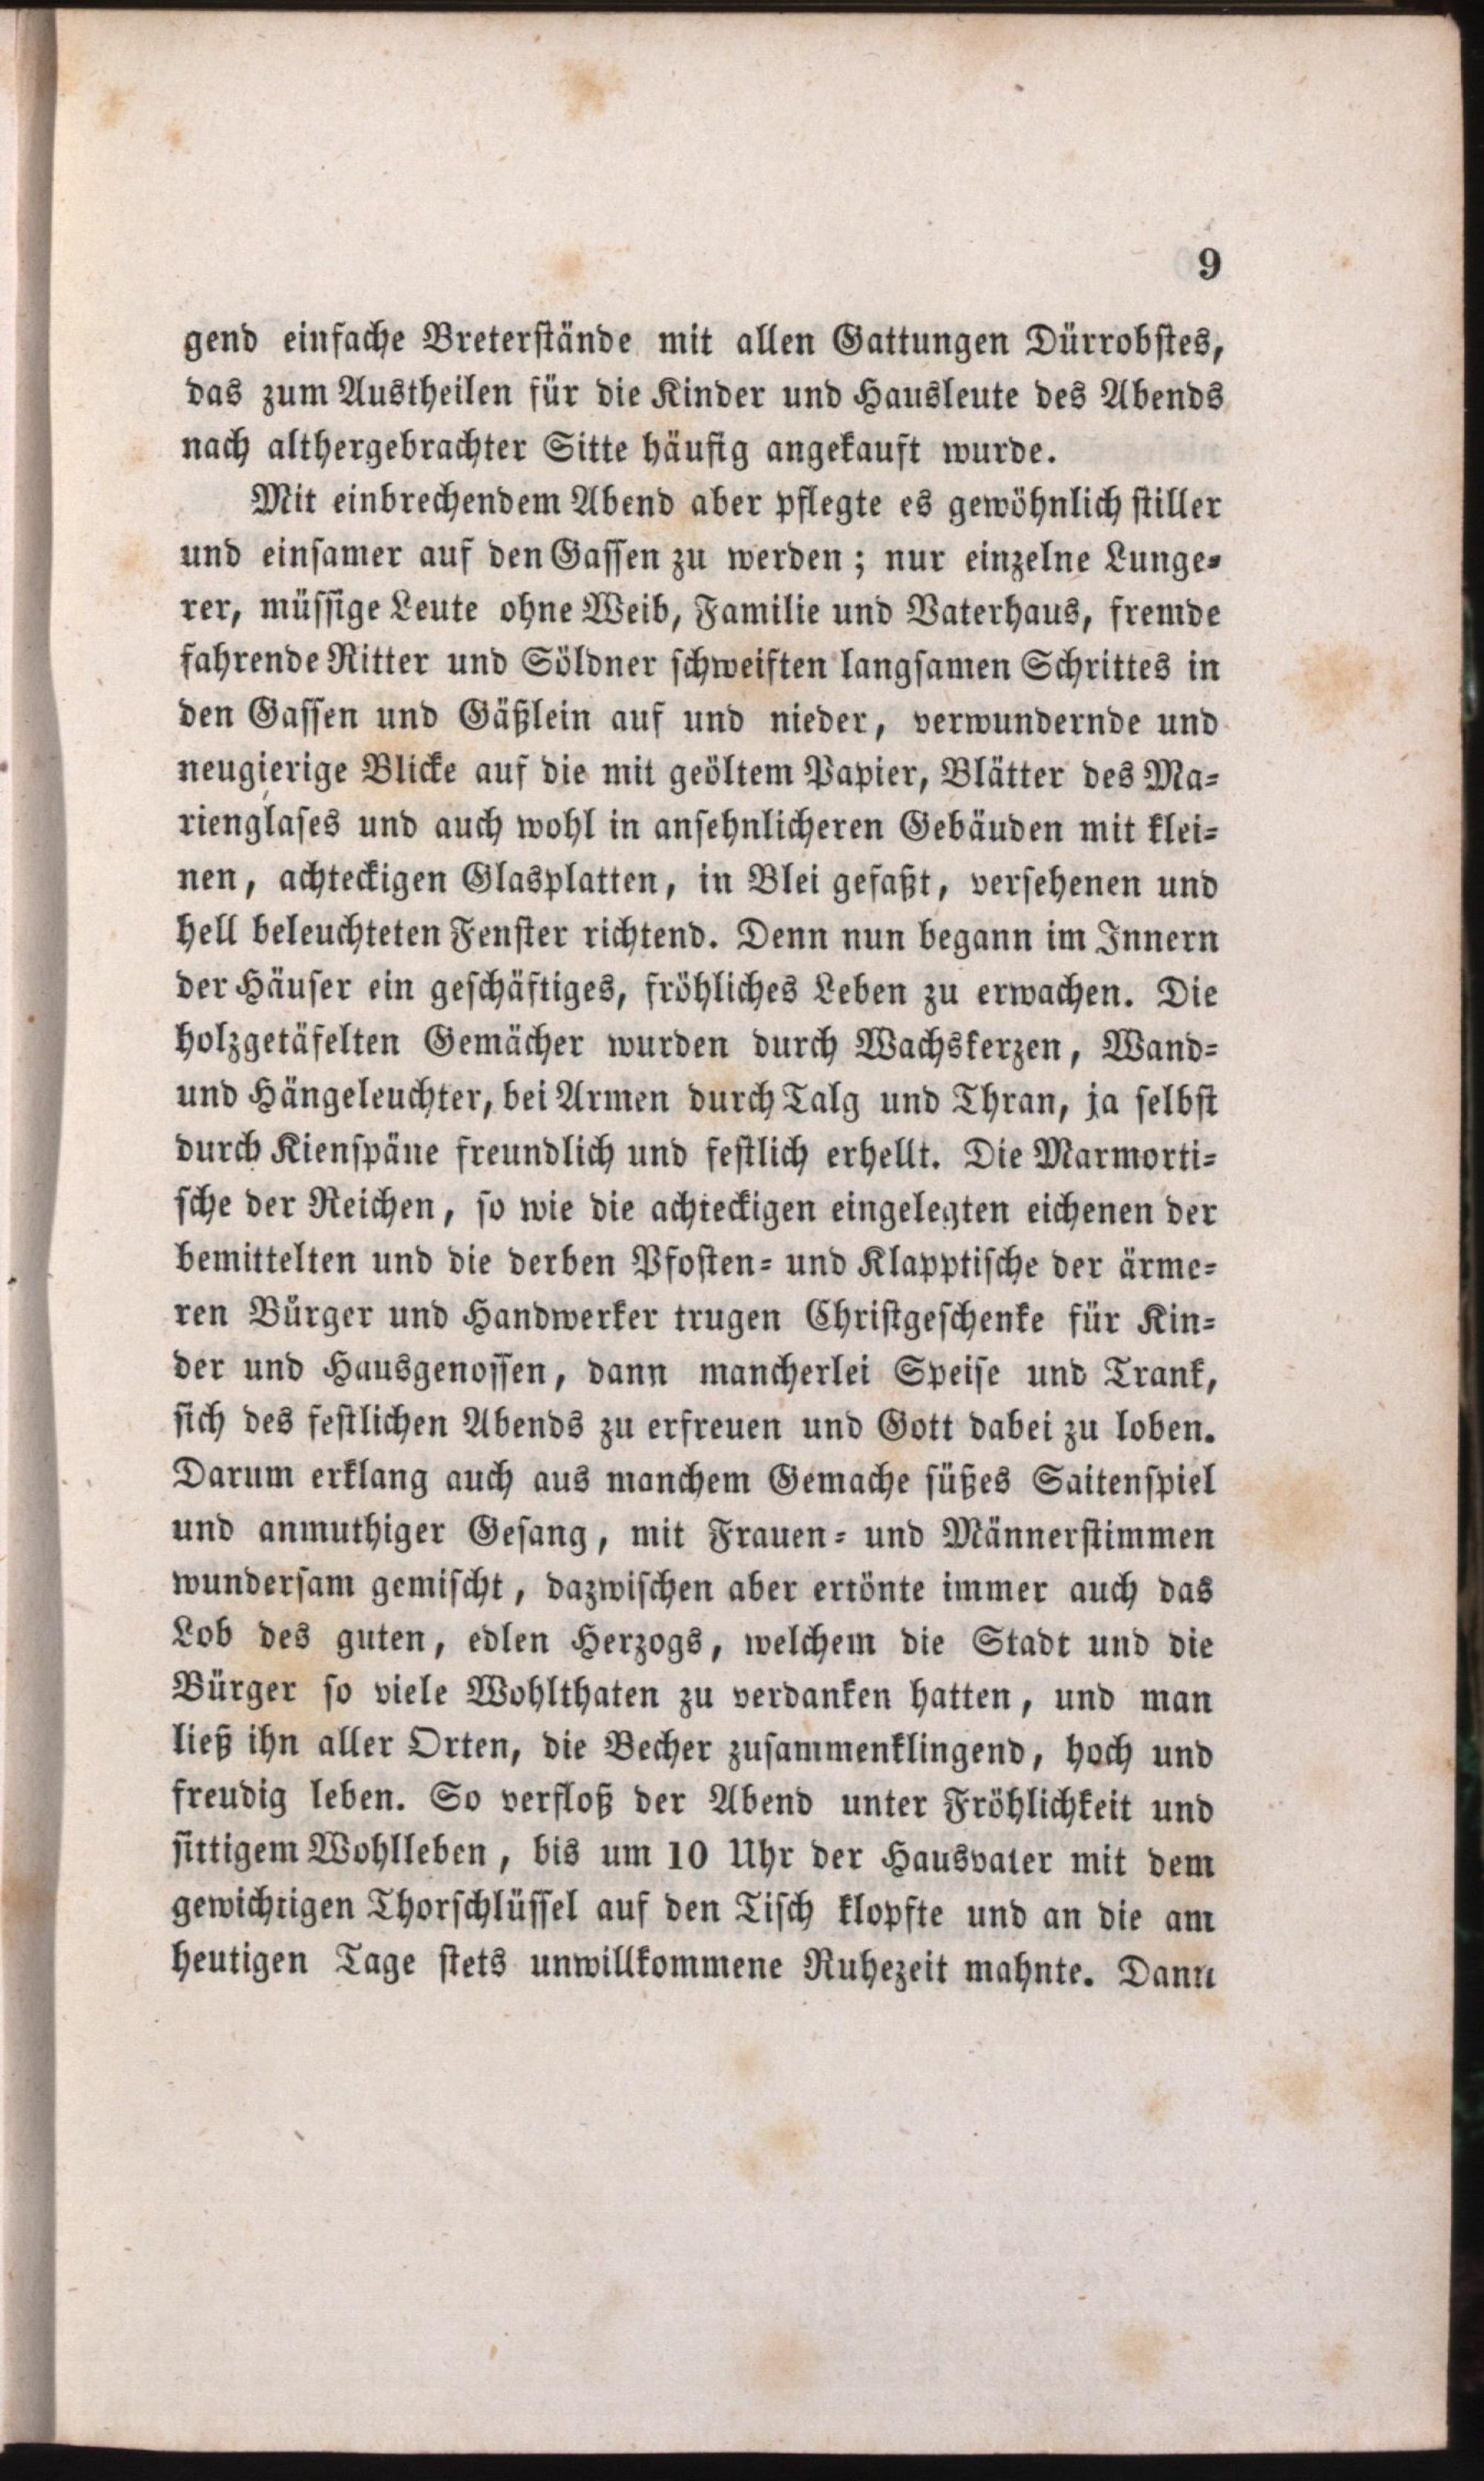 9
gend einfache Breterstände mit allen Gattungen Dürrobstes,
das zum Austheilen für die Kinder und Hausleute des Abends
nach althergebrachter Sitte häufig angekauft wurde.
Mit einbrechendem Abend aber pflegte es gewöhnlich stiller
und einsamer auf den Gassen zu werden; nur einzelne Lunge-
rer, müssige Leute ohne Weib, Familie und Vaterhaus, fremde
fahrende Ritter und Söldner schweiften langsamen Schrittes in
den Gassen und Gäßlein auf und nieder, verwundernde und
neugierige Blicke auf die mit geöltem Papier, Blätter des Ma-
rienglases und auch wohl in ansehnlicheren Gebäuden mit klei-
nen, achteckigen Glasplatten, in Blei gefaßt, versehenen und
hell beleuchteten Fenster richtend. Denn nun begann im Innern
der Häuser ein geschäftiges, fröhliches Leben zu erwachen. Die
holzgetäfelten Gemächer wurden durch Wachskerzen, Wand-
und Hängeleuchter, bei Armen durch Talg und Thran, ja selbst
durch Kienspäne freundlich und festlich erhellt. Die Marmorti-
sche der Reichen, so wie die achteckigen eingelegten eichenen der
bemittelten und die derben Pfosten- und Klapptische der ärme-
ren Bürger und Handwerker trugen Christgeschenke für Kin-
der und Hausgenossen, dann mancherlei Speise und Trank,
sich des festlichen Abends zu erfreuen und Gott dabei zu loben.
Darum erklang auch aus manchem Gemache süßes Saitenspiel
und anmuthiger Gesang, mit Frauen- und Männerstimmen
wundersam gemischt, dazwischen aber ertönte immer auch das
Lob des guten, edlen Herzogs, welchem die Stadt und die
Bürger so viele Wohlthaten zu verdanken hatten, und man
ließ ihn aller Orten, die Becher zusammenklingend, hoch und
freudig leben. So verfloß der Abend unter Fröhlichkeit und
sittigem Wohlleben, bis um 10 Uhr der Hausvater mit dem
gewichtigen Thorschlüssel auf den Tisch klopfte und an die am
heutigen Tage stets unwillkommene Ruhezeit mahnte. Dann